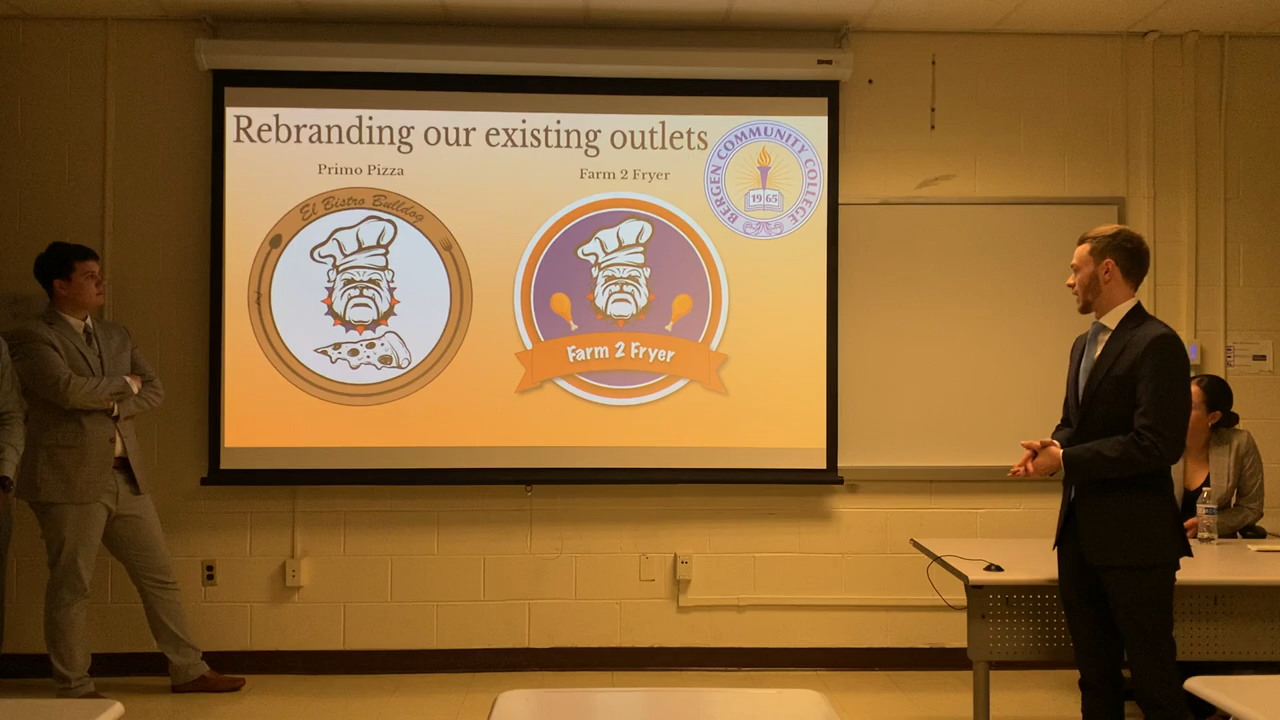 Rebranding our existing outlets
Primo Pizza
Farm 2 Fryer
BERGEN COMMUNITY COLLEGE
1965
El Bistro Bulldog
Farm 2 Fryer